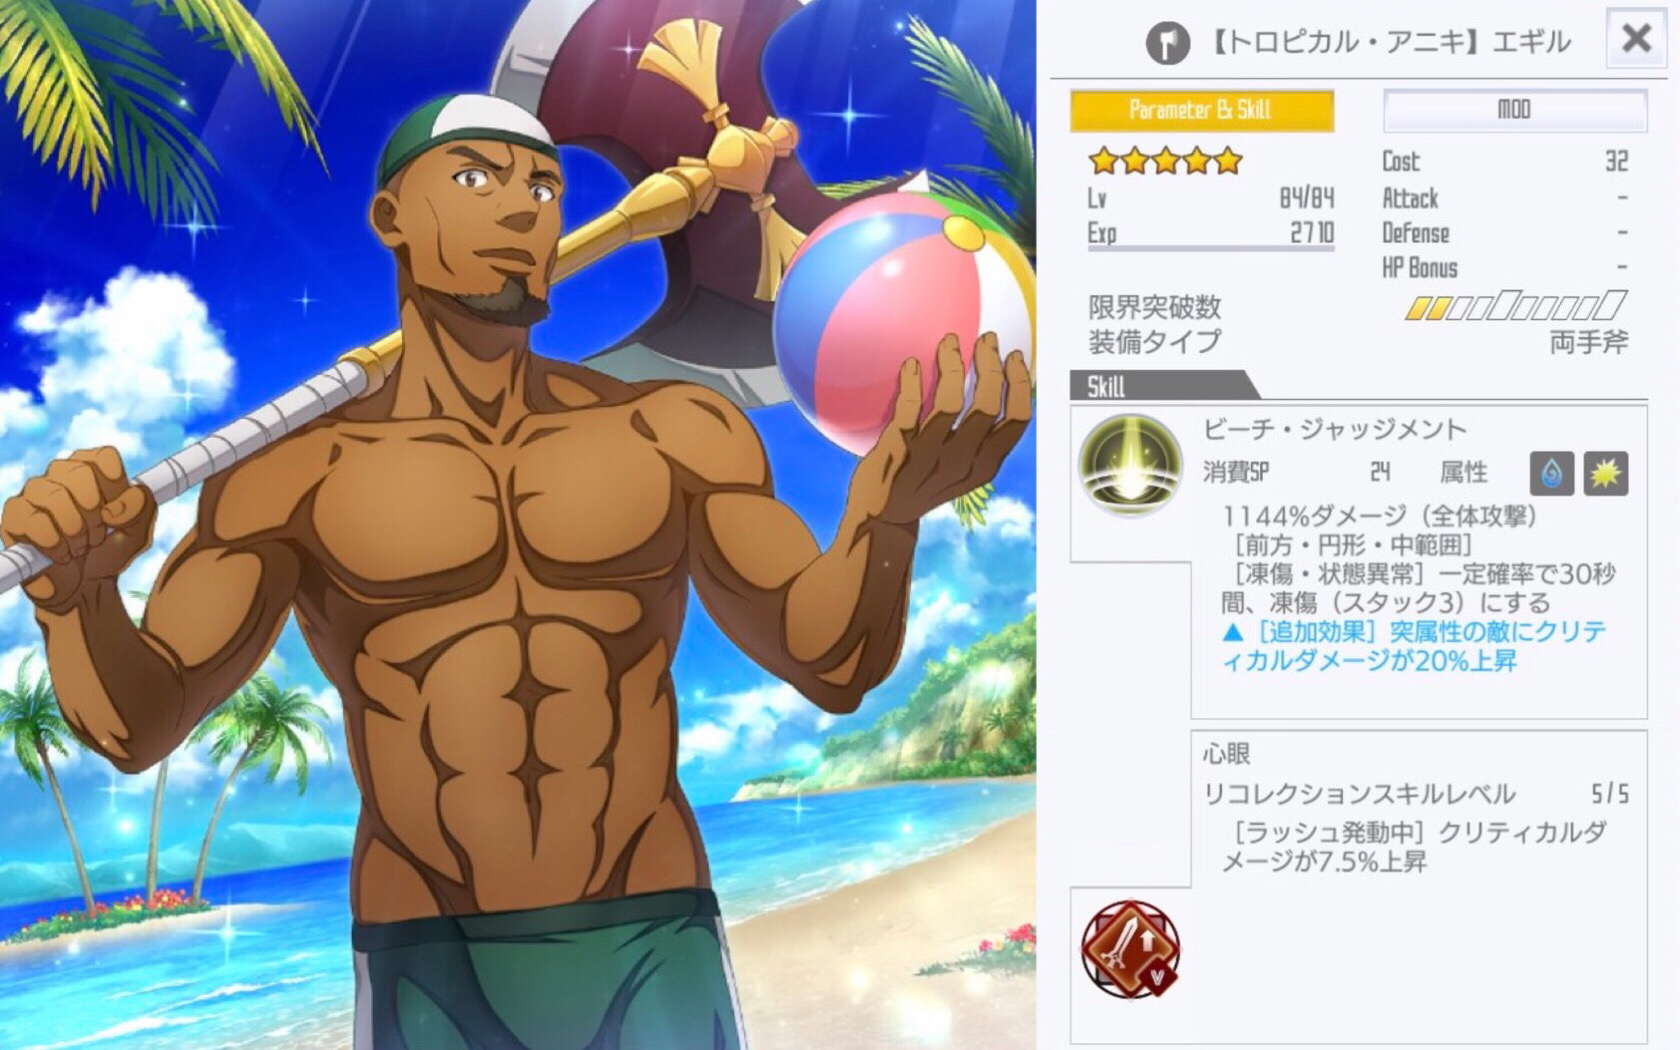 【トロピカル・アニキ】エギル
Parameter & Skill
MOD
Lv 84/84
Exp 2710
Cost 32
Attack -
Defense -
HP Bonus -
限界突破数
装備タイプ 両手斧
Skill
ビーチ・ジャッジメント
消費SP 24 属性
1144%ダメージ（全体攻撃）
［前方・円形・中範囲］
［凍傷・状態異常］一定確率で30秒
間、凍傷（スタック3）にする
▲［追加効果］突属性の敵にクリテ
ィカルダメージが20%上昇
心眼
リコレクションスキルレベル 5/5
［ラッシュ発動中］クリティカルダ
メージが7.5%上昇
V